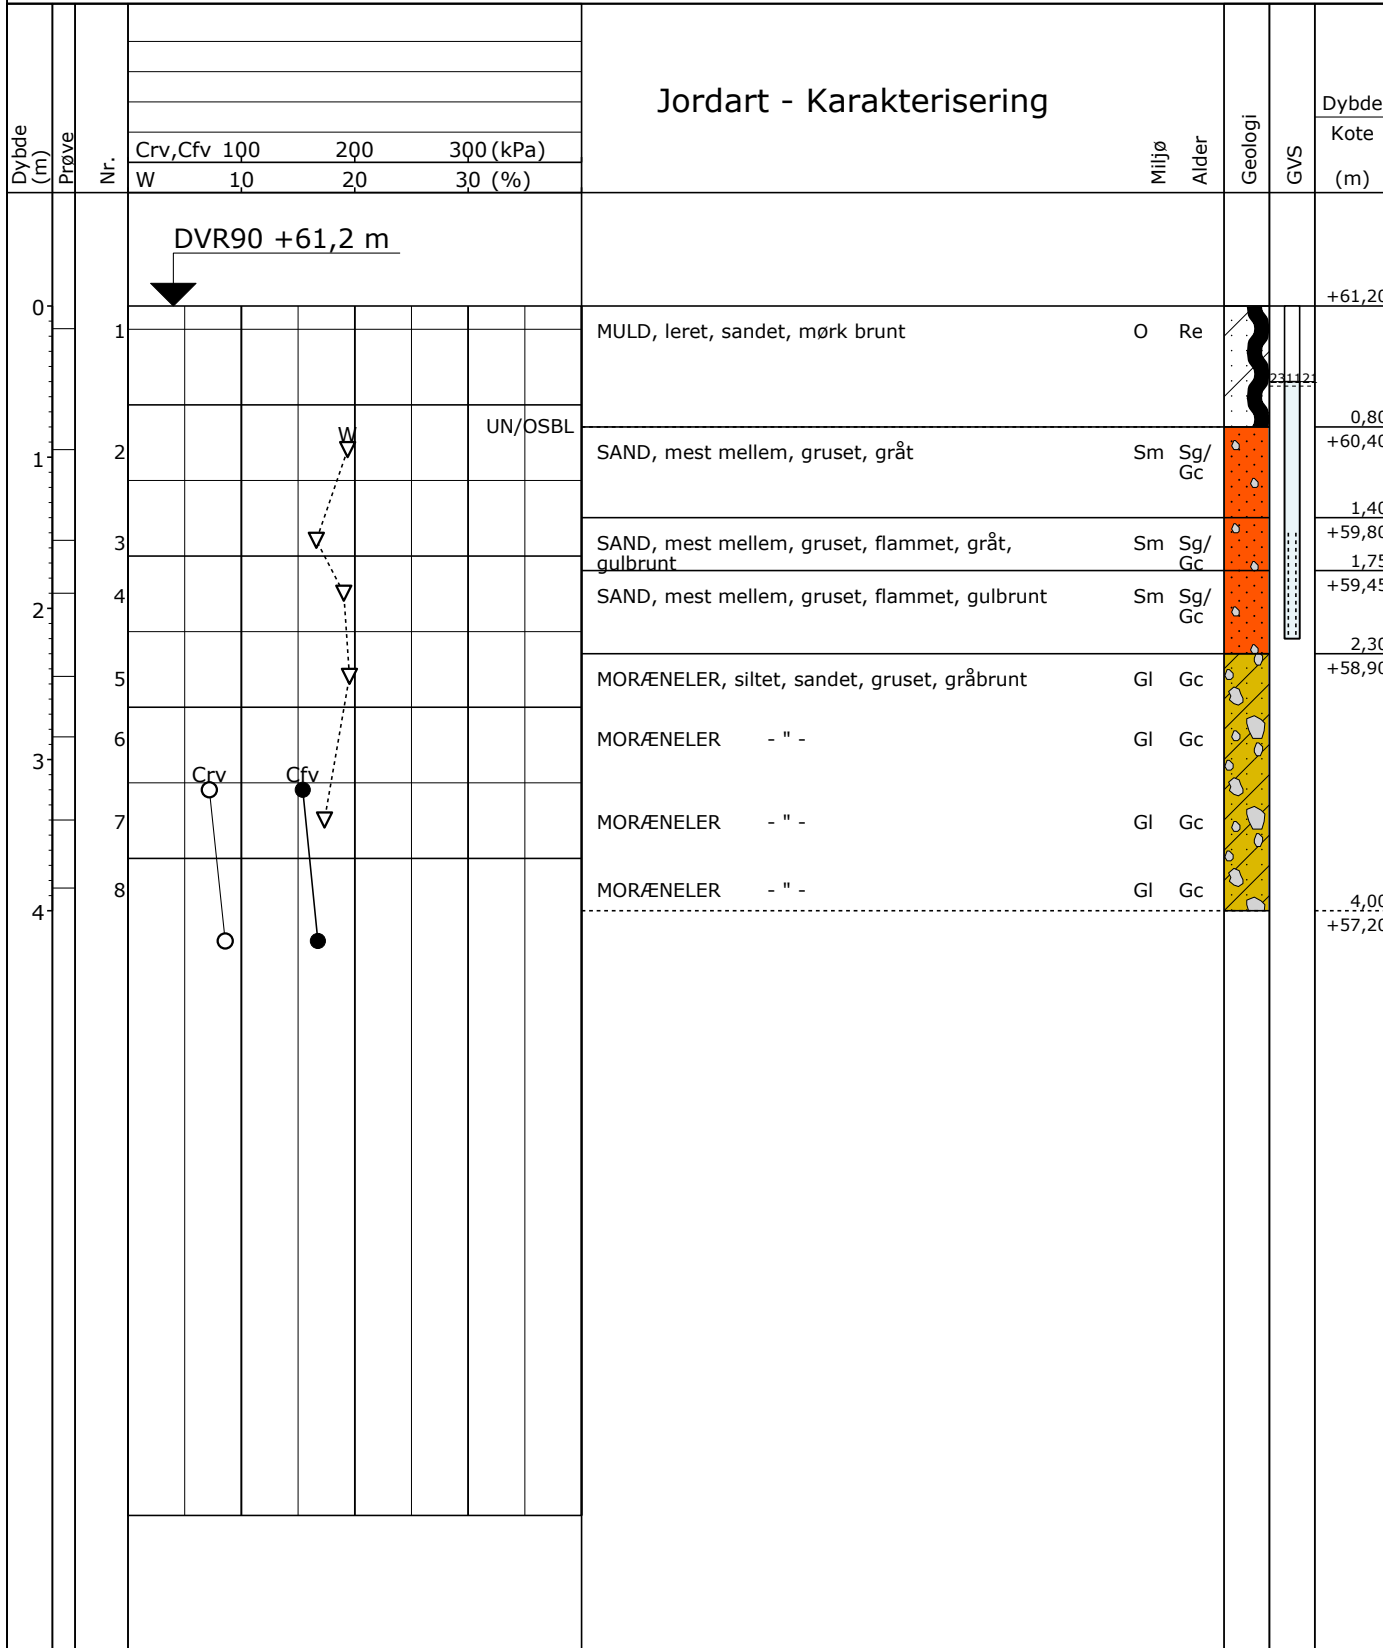 Jordart - Karakterisering
Dybde (m)
Prøve
Nr.
Crv,Cfv 100 200 300 (kPa)
W 10 20 30 (%)
Miljø
Alder
Geologi
GVS
Dybde
Kote
(m)
DVR90 +61,2 m
0 +61,20
1 MULD, leret, sandet, mørk brunt O Re
231121
0,80
UN/OSBL
W
+60,40
1 2 SAND, mest mellem, gruset, gråt Sm Sg/
Gc
1,40
+59,80
3 SAND, mest mellem, gruset, flammet, gråt, Sm Sg/
gulbrunt Gc 1,75
+59,45
2 4 SAND, mest mellem, gruset, flammet, gulbrunt Sm Sg/
Gc
2,30
+58,90
5 MORÆNELER, siltet, sandet, gruset, gråbrunt Gl Gc
6 MORÆNELER - " - Gl Gc
3
Crv Cfv
7 MORÆNELER - " - Gl Gc
8 MORÆNELER - " - Gl Gc
4 4,00
+57,20